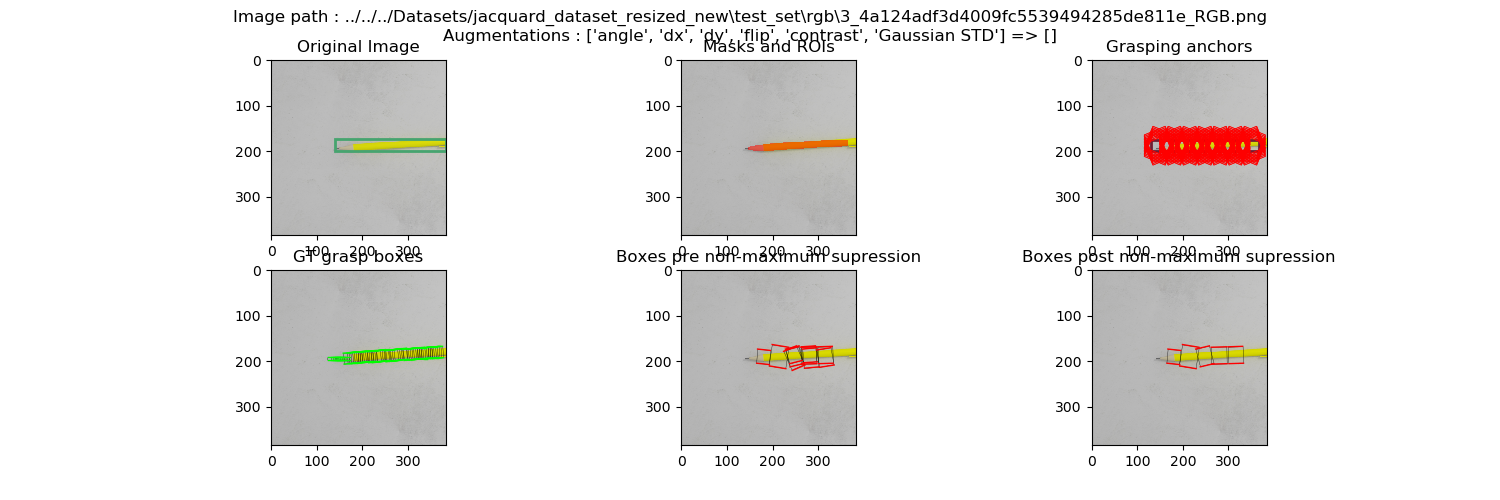 Image path : ../../../Datasets/jacquard_dataset_resized_new\test_set\rgb\3_4a124adf3d4009fc5539494285de811e_RGB.png
Augmentations : ['angle', 'dx', 'dy', 'flip', 'contrast', 'Gaussian STD'] => []
Original Image
Masks and ROIs
Grasping anchors
0
100
200
300
0 100 200 300
0
100
200
300
0 100 200 300
0
100
200
300
0 100 200 300
GT grasp boxes
Boxes pre non-maximum supression
Boxes post non-maximum supression
0
100
200
300
0 100 200 300
0
100
200
300
0 100 200 300
0
100
200
300
0 100 200 300